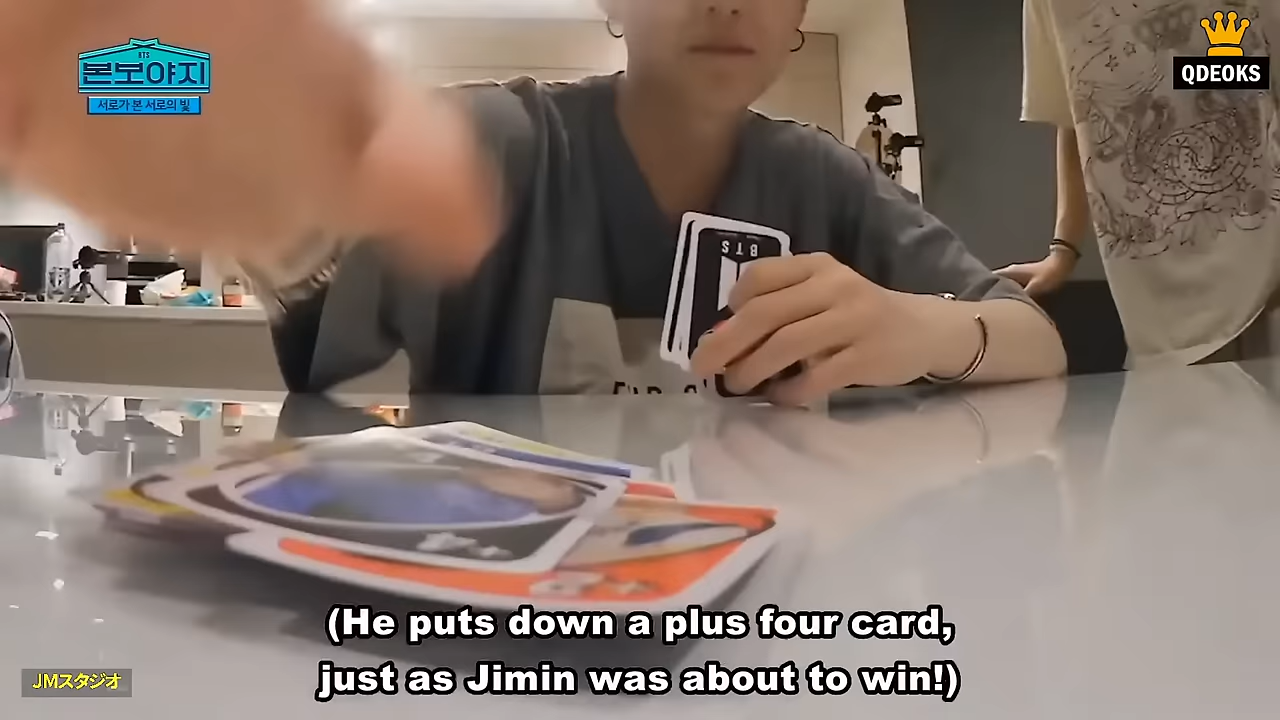 BTS
본보야지
서로가 본 서로의 빛
QDEOKS
BTS
(He puts down a plus four card,
just as Jimin was about to win!)
JMスタジオ